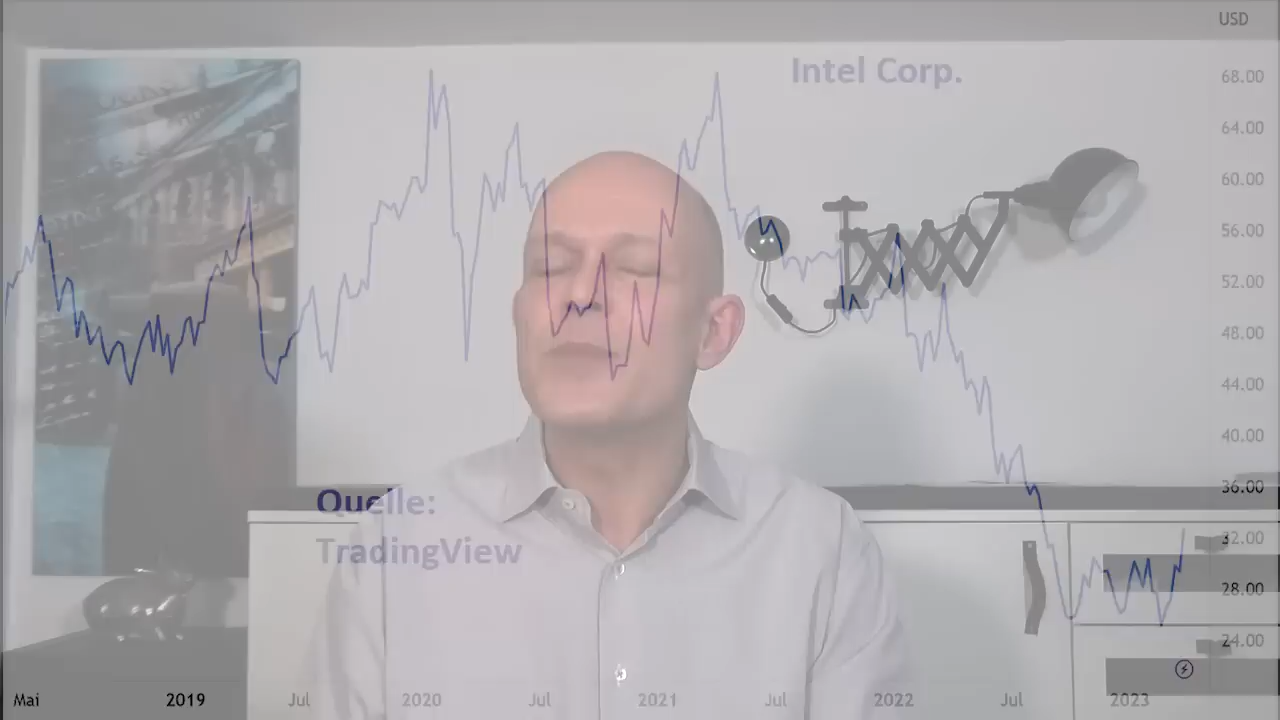 USD
Intel Corp.
68.00
64.00
60.00
56.00
52.00
48.00
44.00
40.00
36.00
32.00
28.00
24.00
Quelle:
TradingView
Mai 2019 Jul 2020 Jul 2021 Jul 2022 Jul 2023